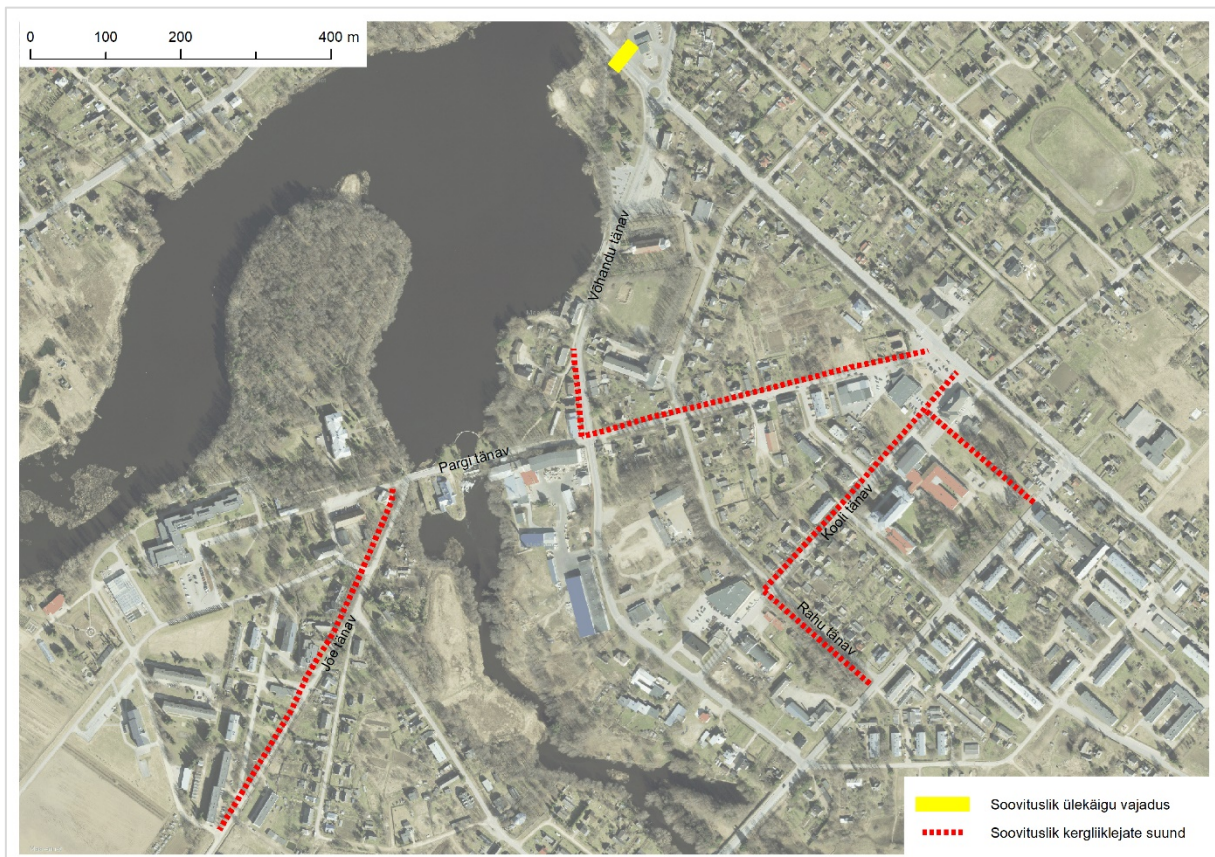 0 100 200 400 m
Võhandu tänav
Pargi tänav
Kooli tänav
Rahu tänav
Jõe tänav
Soovituslik ülekäigu vajadus
Soovituslik kergliiklejate suund